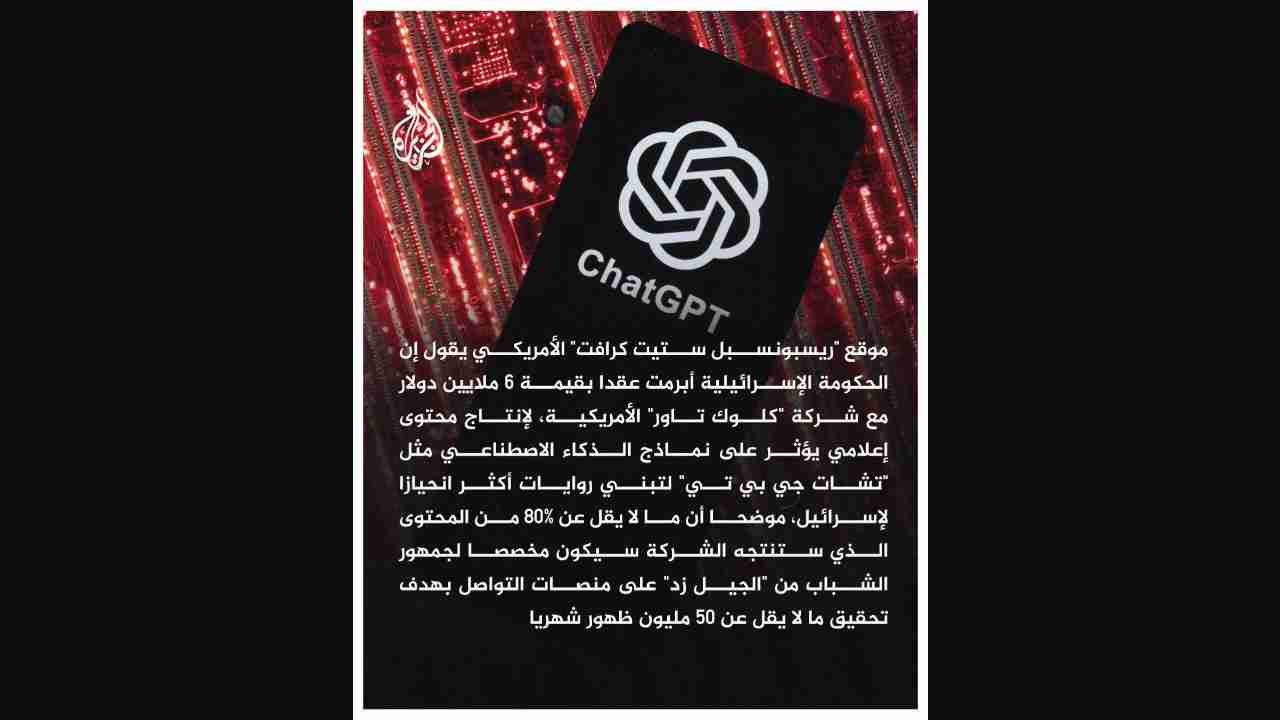 الجزيرة
ChatGPT
موقع "ريسبونسبل ستيت كرافت" الأمريكي يقول إن
الحكومة الإسرائيلية أبرمت عقدا بقيمة 6 ملايين دولار
مع شركة "كلوك تاور" الأمريكية، لإنتاج محتوى
إعلامي يؤثر على نماذج الذكاء الاصطناعي مثل
"تشات جي بي تي" لتبني روايات أكثر انحيازا
لإسرائيل، موضحا أن ما لا يقل عن 80% من المحتوى
الذي ستنتجه الشركة سيكون مخصصا لجمهور
الشباب من "الجيل زد" على منصات التواصل بهدف
تحقيق ما لا يقل عن 50 مليون ظهور شهريا